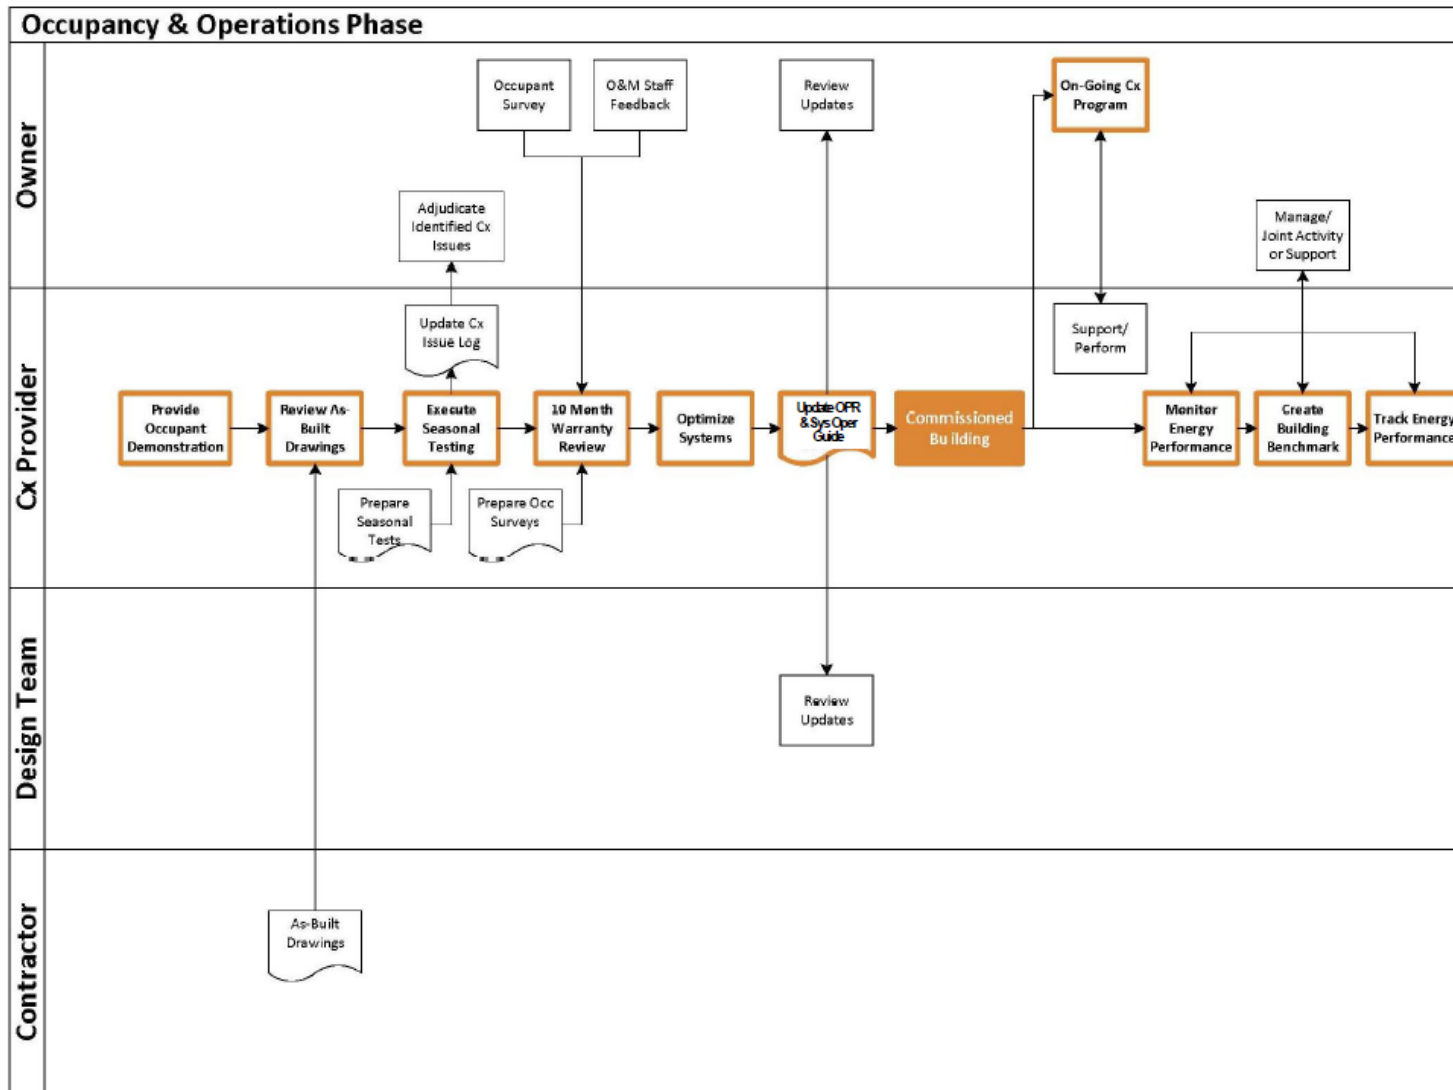 Occupancy & Operations Phase
Owner
Occupant
Survey
O&M Staff
Feedback
Review
Updates
On-Going Cx
Program
Adjudicate
Identified Cx
Issues
Manage/
Joint Activity
or Support
Cx Provider
Update Cx
Issue Log
Support/
Perform
Provide
Occupant
Demonstration
Review As-
Built
Drawings
Execute
Seasonal
Testing
10 Month
Warranty
Review
Optimize
Systems
Update OPR
& Sys Oper
Guide
Commissioned
Building
Monitor
Energy
Performance
Create
Building
Benchmark
Track Energy
Performance
Prepare
Seasonal
Tests
Prepare Occ
Surveys
Design Team
Review
Updates
Contractor
As-Built
Drawings